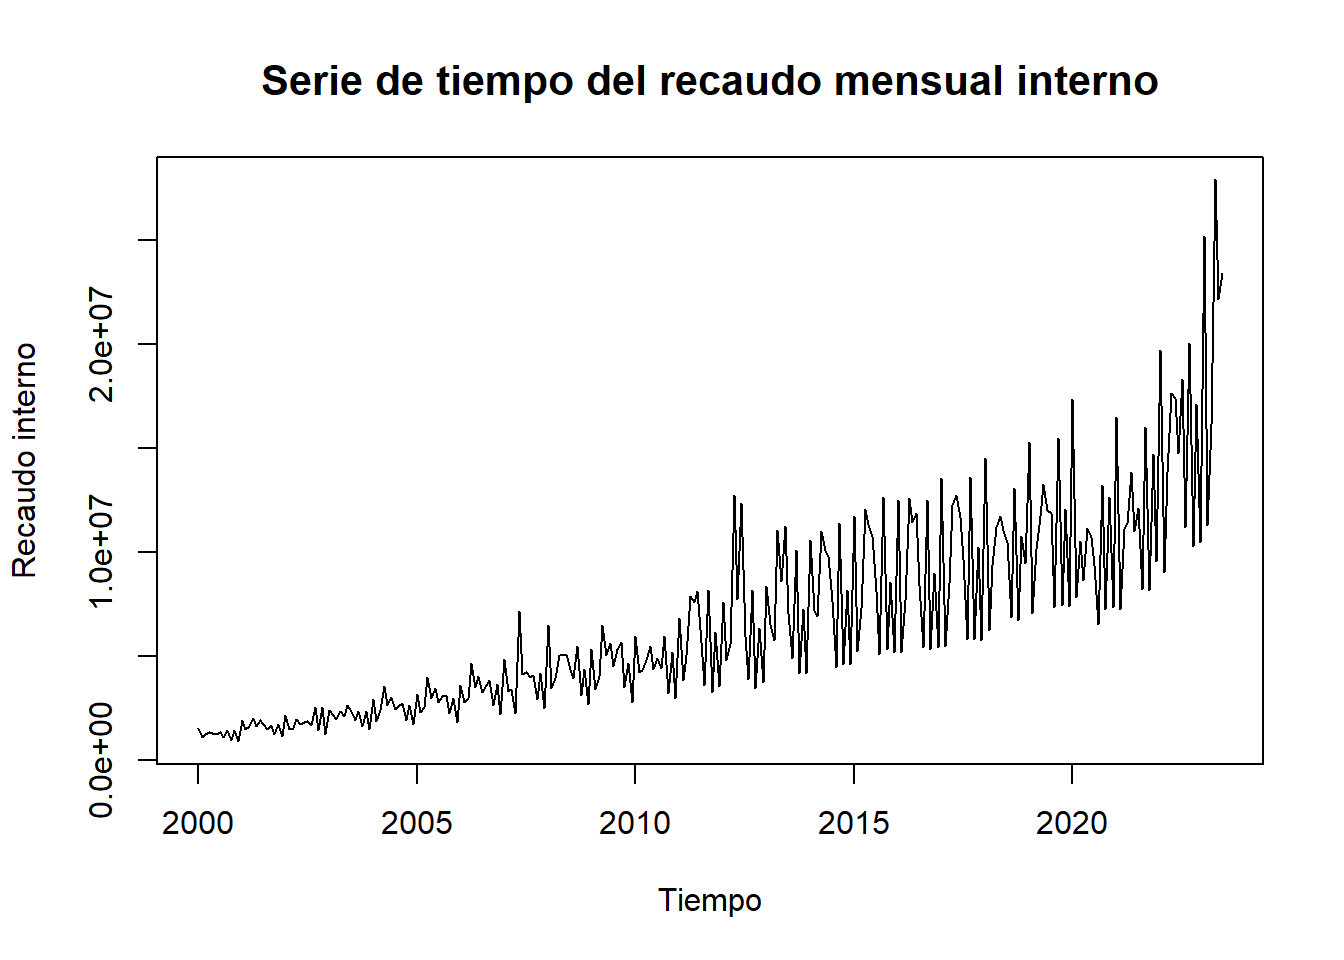 Serie de tiempo del recaudo mensual interno
Recaudo interno
2.0e+07
1.0e+07
0.0e+00
2000 2005 2010 2015 2020
Tiempo